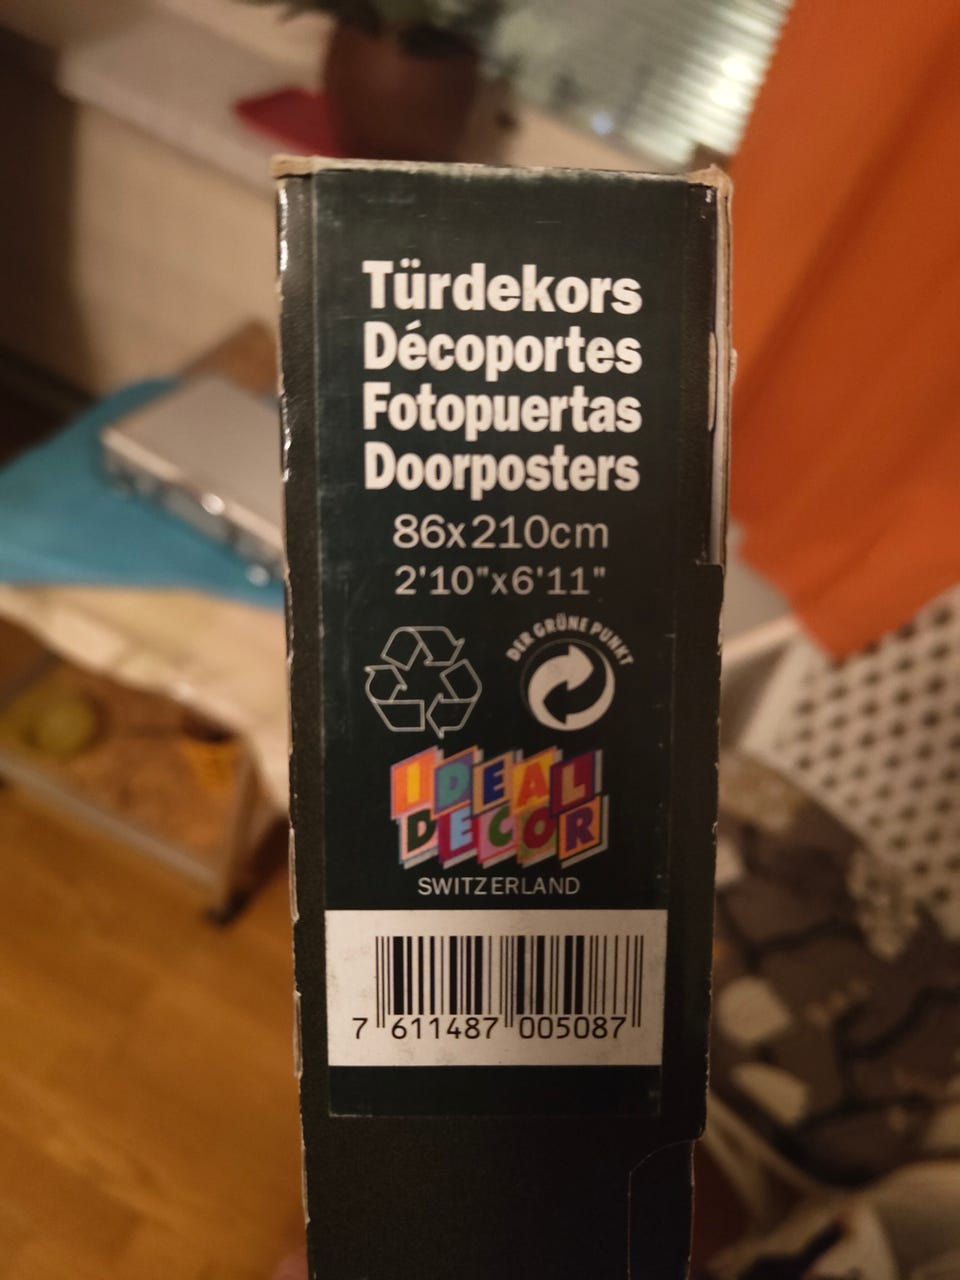 Türdekors
Décoportes
Fotopuertas
Doorposters
86x210cm
2'10"x6'11"
DER GRÜNE PUNKT
IDEAL
DECOR
SWITZERLAND
7 611487 005087